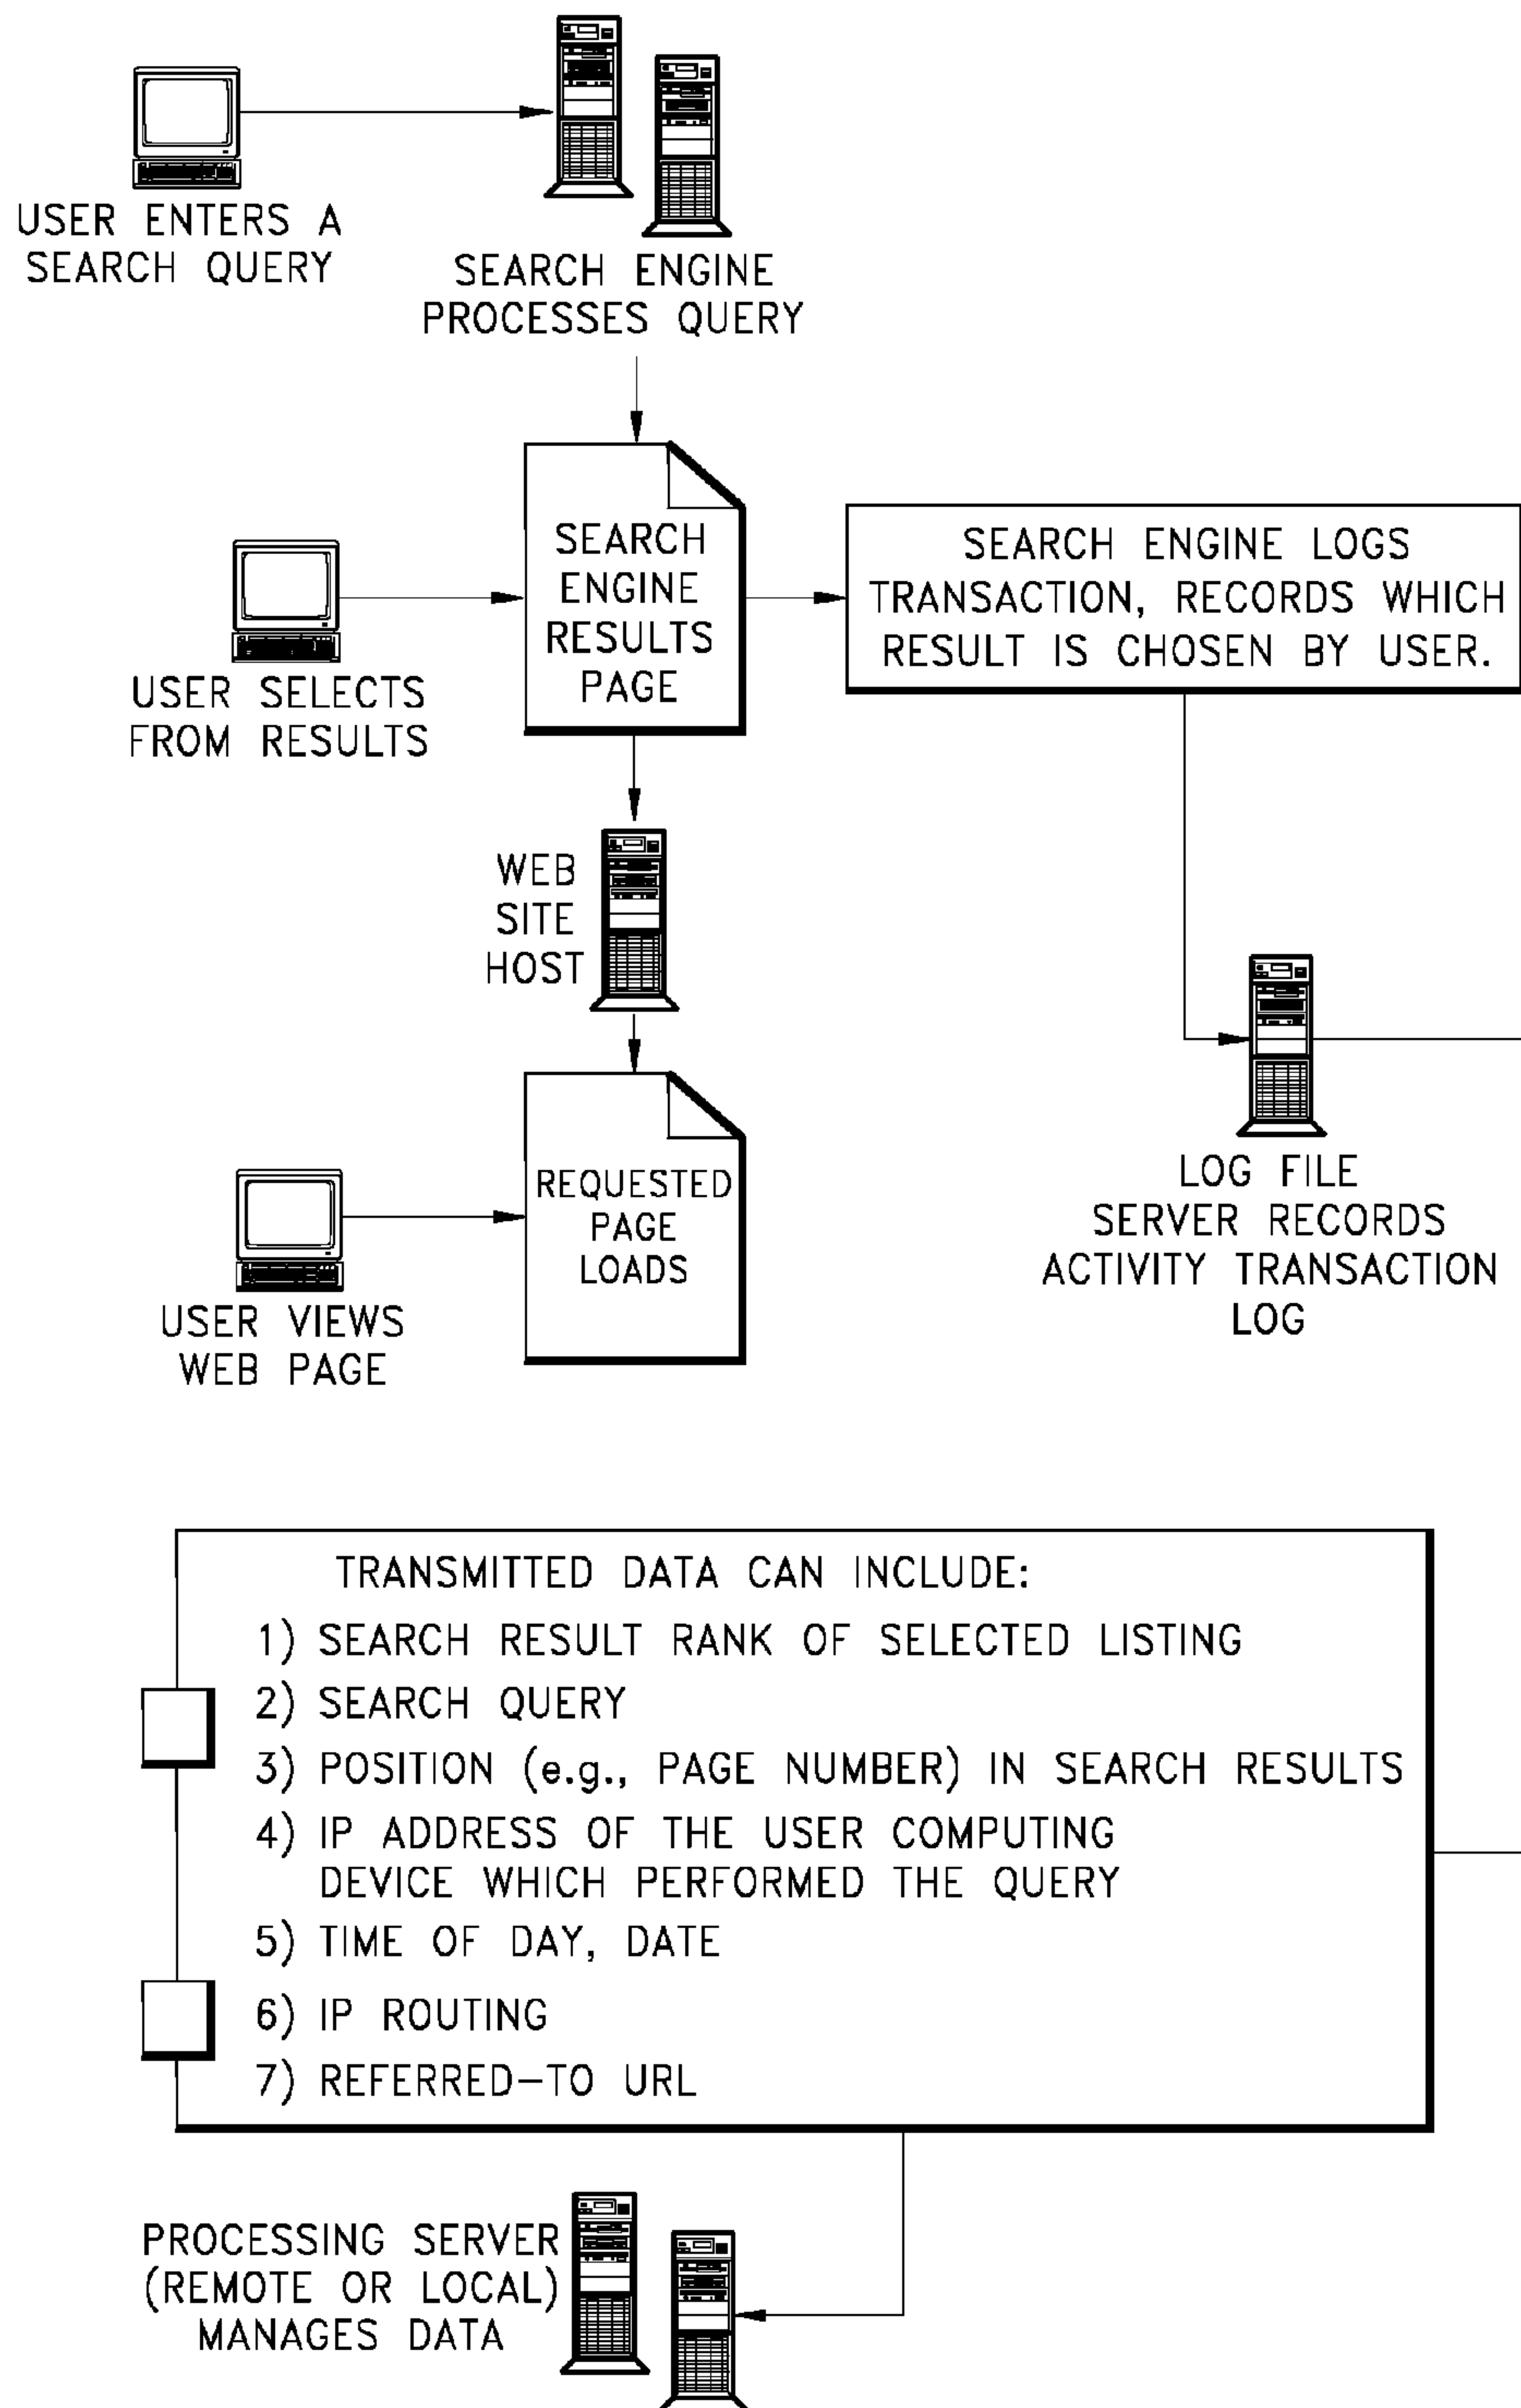 USER ENTERS A
SEARCH QUERY
SEARCH ENGINE
PROCESSES QUERY
SEARCH
ENGINE
RESULTS
PAGE
SEARCH ENGINE LOGS
TRANSACTION, RECORDS WHICH
RESULT IS CHOSEN BY USER.
USER SELECTS
FROM RESULTS
WEB
SITE
HOST
LOG FILE
SERVER RECORDS
ACTIVITY TRANSACTION
LOG
REQUESTED
PAGE
LOADS
USER VIEWS
WEB PAGE
TRANSMITTED DATA CAN INCLUDE:
1) SEARCH RESULT RANK OF SELECTED LISTING
2) SEARCH QUERY
3) POSITION (e.g., PAGE NUMBER) IN SEARCH RESULTS
4) IP ADDRESS OF THE USER COMPUTING
DEVICE WHICH PERFORMED THE QUERY
5) TIME OF DAY, DATE
6) IP ROUTING
7) REFERRED-TO URL
PROCESSING SERVER
(REMOTE OR LOCAL)
MANAGES DATA